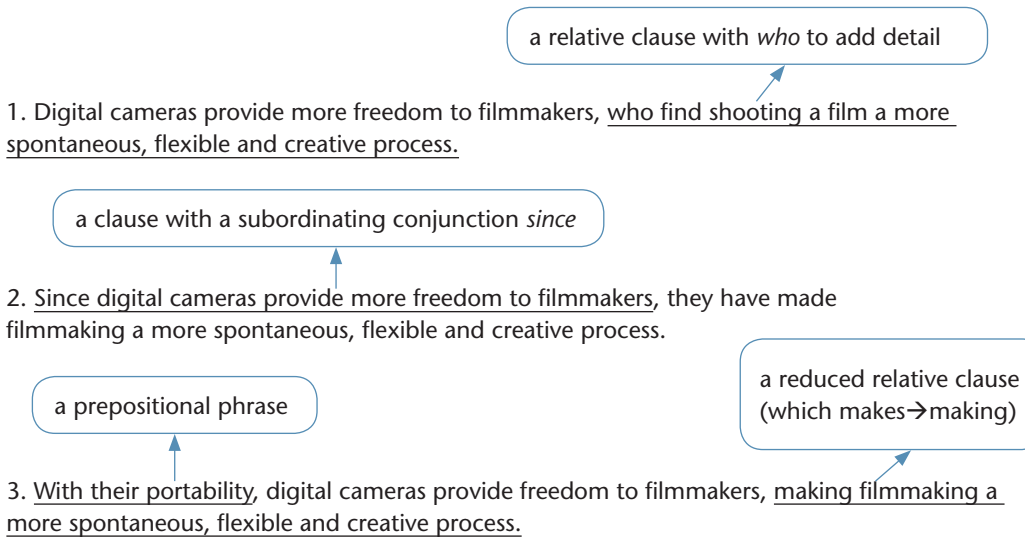 a relative clause with who to add detail
1. Digital cameras provide more freedom to filmmakers, who find shooting a film a more
spontaneous, flexible and creative process.
a clause with a subordinating conjunction since
2. Since digital cameras provide more freedom to filmmakers, they have made
filmmaking a more spontaneous, flexible and creative process.
a prepositional phrase
a reduced relative clause
(which makes→making)
3. With their portability, digital cameras provide freedom to filmmakers, making filmmaking a
more spontaneous, flexible and creative process.